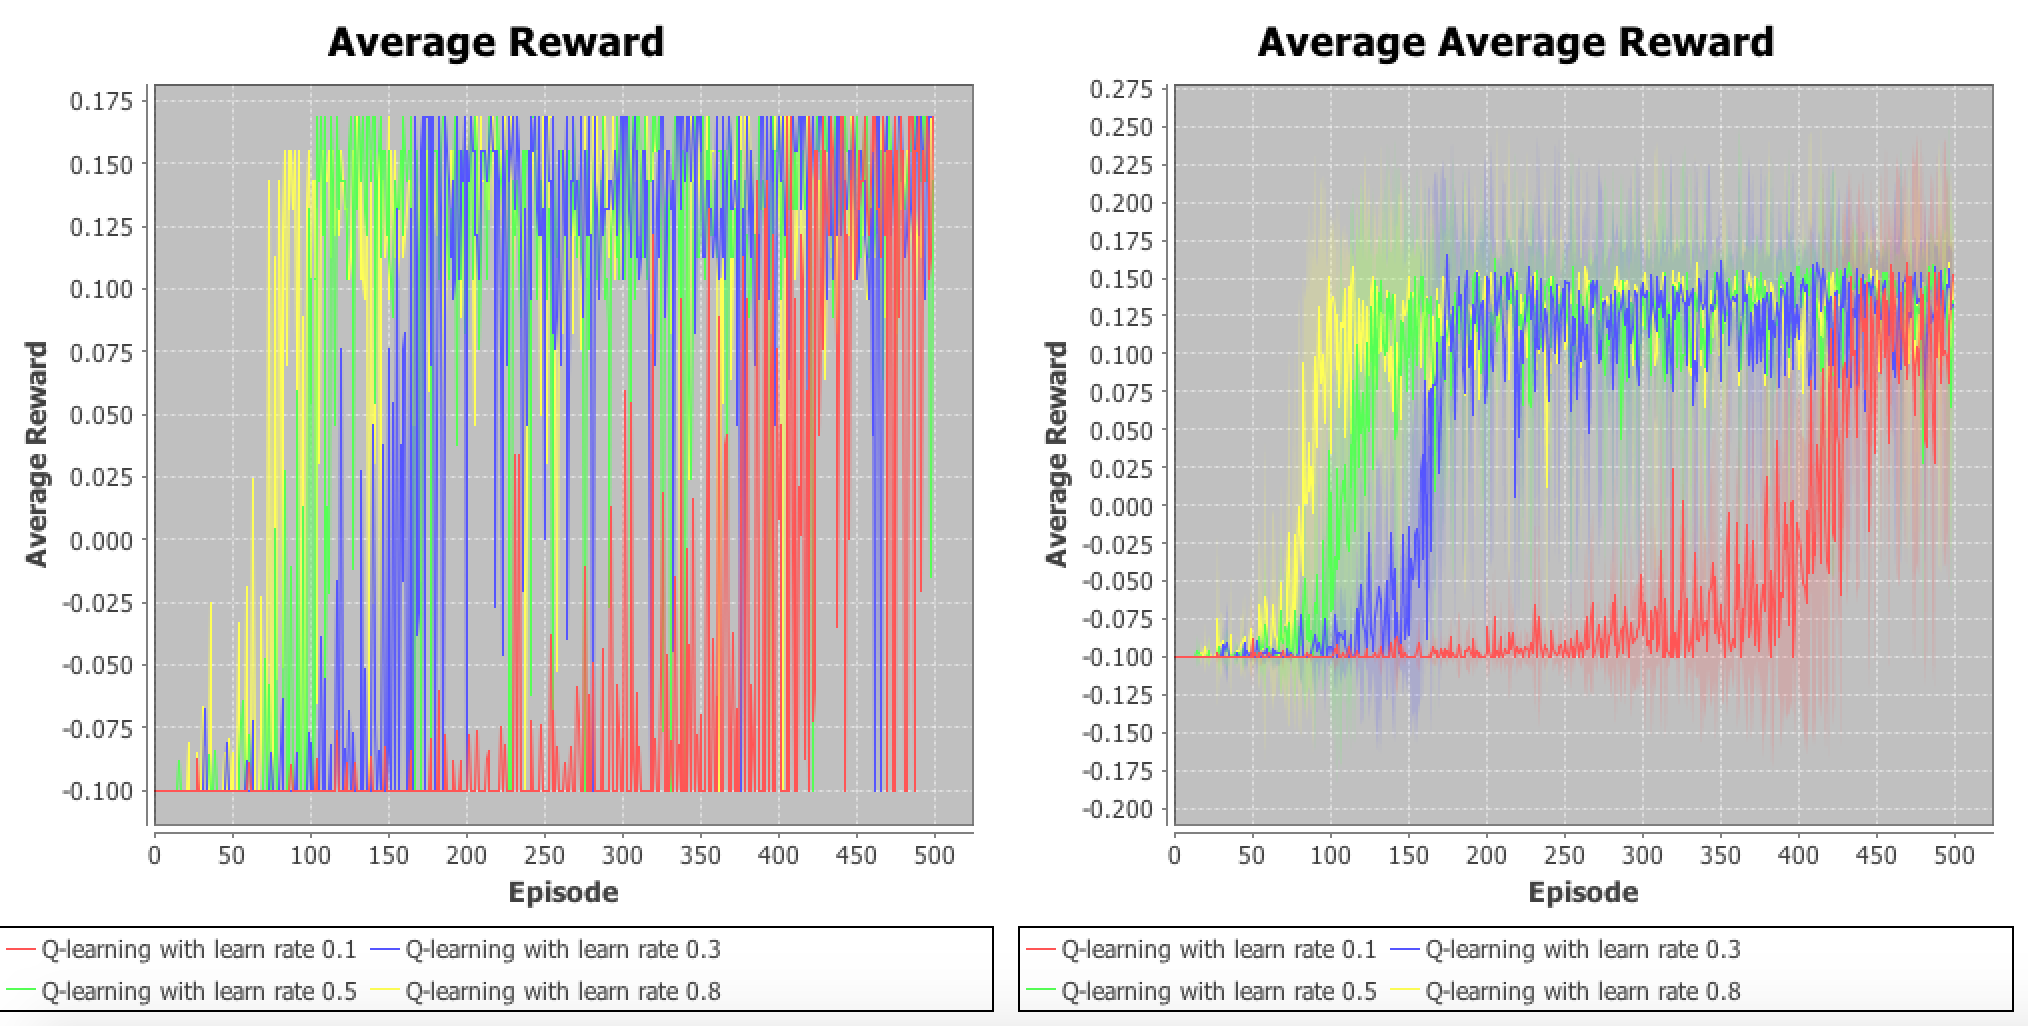 Average Reward
0.175
0.150
0.125
0.100
0.075
0.050
0.025
0.000
-0.025
-0.050
-0.075
-0.100
Average Reward
0 50 100 150 200 250 300 350 400 450 500
Episode
Q-learning with learn rate 0.1 Q-learning with learn rate 0.3
Q-learning with learn rate 0.5 Q-learning with learn rate 0.8
Average Average Reward
0.275
0.250
0.225
0.200
0.175
0.150
0.125
0.100
0.075
0.050
0.025
0.000
-0.025
-0.050
-0.075
-0.100
-0.125
-0.150
-0.175
-0.200
Average Reward
0 50 100 150 200 250 300 350 400 450 500
Episode
Q-learning with learn rate 0.1 Q-learning with learn rate 0.3
Q-learning with learn rate 0.5 Q-learning with learn rate 0.8